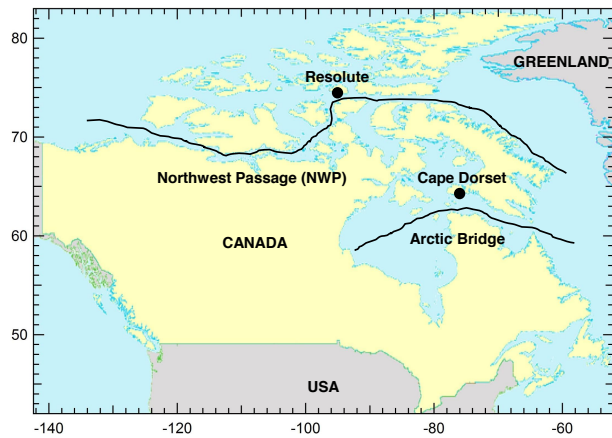 80
70
60
50
-140
-120
-100
-80
-60
GREENLAND
Resolute
Northwest Passage (NWP)
Cape Dorset
CANADA
Arctic Bridge
USA